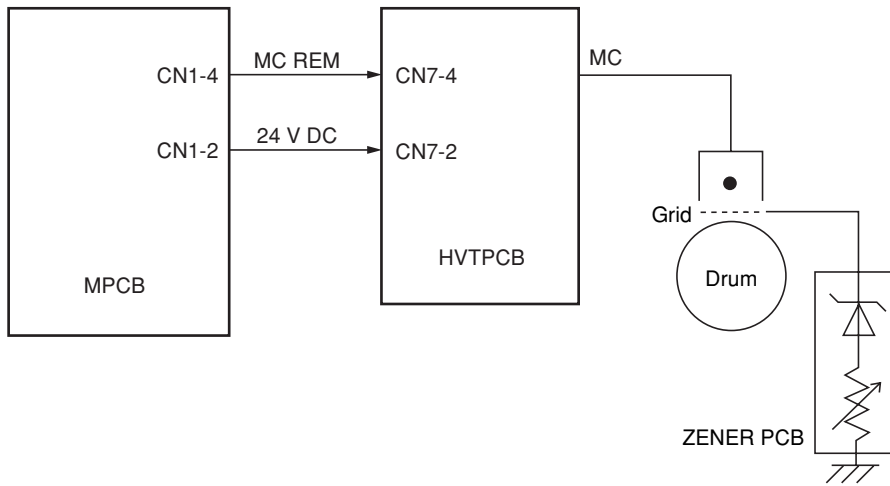 MC REM
MC
CN1-4
CN7-4
24 V DC
CN1-2
CN7-2
Grid
HVTPCB
Drum
MPCB
ZENER PCB